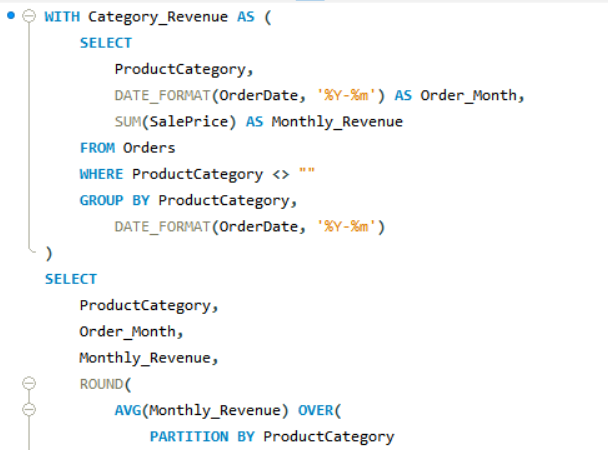 WITH Category_Revenue AS (
SELECT
ProductCategory,
DATE_FORMAT(OrderDate, '%Y-%m') AS Order_Month,
SUM(SalePrice) AS Monthly_Revenue
FROM Orders
WHERE ProductCategory <> ""
GROUP BY ProductCategory,
DATE_FORMAT(OrderDate, '%Y-%m')
)
SELECT
ProductCategory,
Order_Month,
Monthly_Revenue,
ROUND(
AVG(Monthly_Revenue) OVER(
PARTITION BY ProductCategory